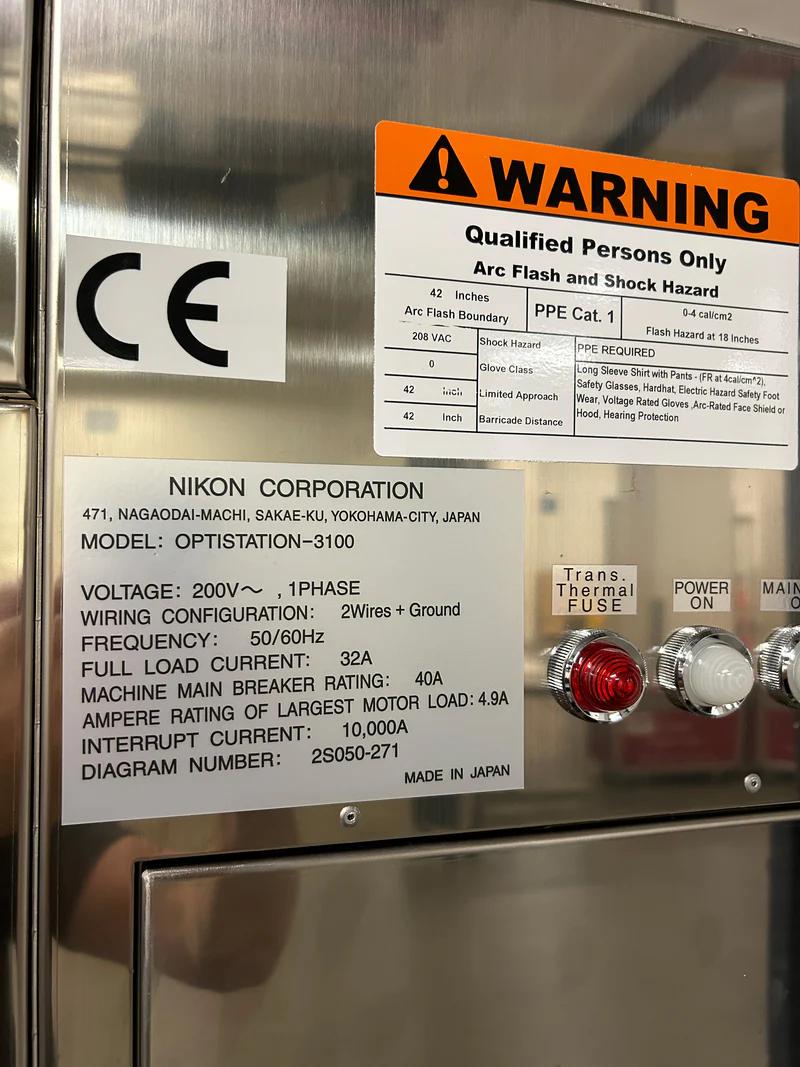 CE
WARNING
Qualified Persons Only
Arc Flash and Shock Hazard
42 Inches
Arc Flash Boundary
PPE Cat. 1
0-4 cal/cm2
Flash Hazard at 18 Inches
208 VAC
Shock Hazard
0
Glove Class
42 Inch
Limited Approach
42 Inch
Barricade Distance
PPE REQUIRED
Long Sleeve Shirt with Pants - (FR at 4cal/cm^2),
Safety Glasses, Hardhat, Electric Hazard Safety Foot
Wear, Voltage Rated Gloves ,Arc-Rated Face Shield or
Hood, Hearing Protection
NIKON CORPORATION
471, NAGAODAI-MACHI, SAKAE-KU, YOKOHAMA-CITY, JAPAN
MODEL: OPTISTATION-3100
VOLTAGE: 200V～ , 1PHASE
WIRING CONFIGURATION: 2Wires + Ground
FREQUENCY: 50/60Hz
FULL LOAD CURRENT: 32A
MACHINE MAIN BREAKER RATING: 40A
AMPERE RATING OF LARGEST MOTOR LOAD: 4.9A
INTERRUPT CURRENT: 10,000A
DIAGRAM NUMBER: 2S050-271
MADE IN JAPAN
Trans.
Thermal
FUSE
POWER
ON
MAIN